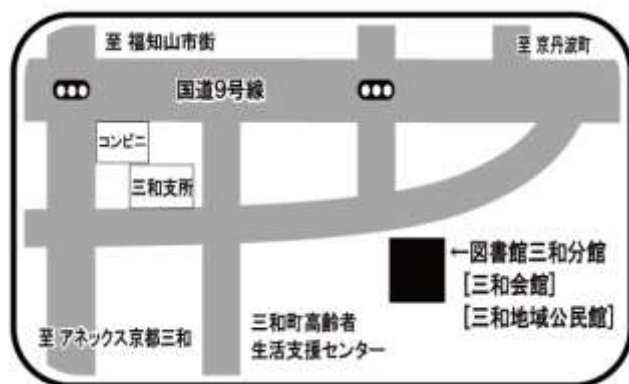 至 福知山市街
至 京丹波町
国道9号線
コンビニ
三和支所
←図書館三和分館
[三和会館]
[三和地域公民館]
三和町高齢者
生活支援センター
至 アネックス京都三和